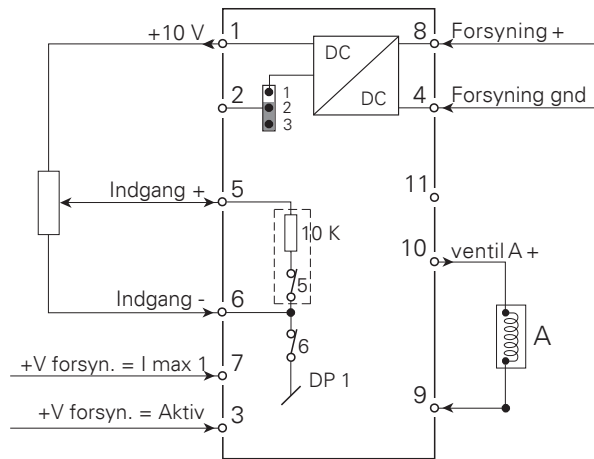 +10 V
1
DC
DC
8
Forsyning +
2
1
2
3
4
Forsyning gnd
11
Indgang +
5
10 K
10
ventil A +
5
A
Indgang -
6
6
+V forsyn. = I max 1
7
DP 1
9
+V forsyn. = Aktiv
3